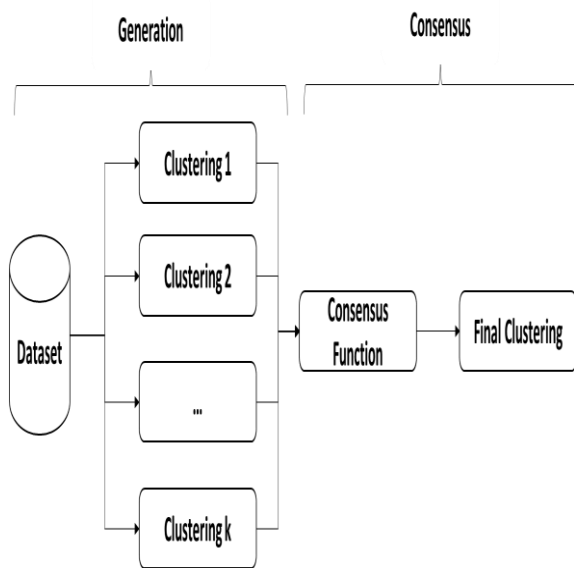 Generation
Consensus
Clustering 1
Clustering 2
Dataset
Consensus
Function
Final Clustering
...
Clustering k